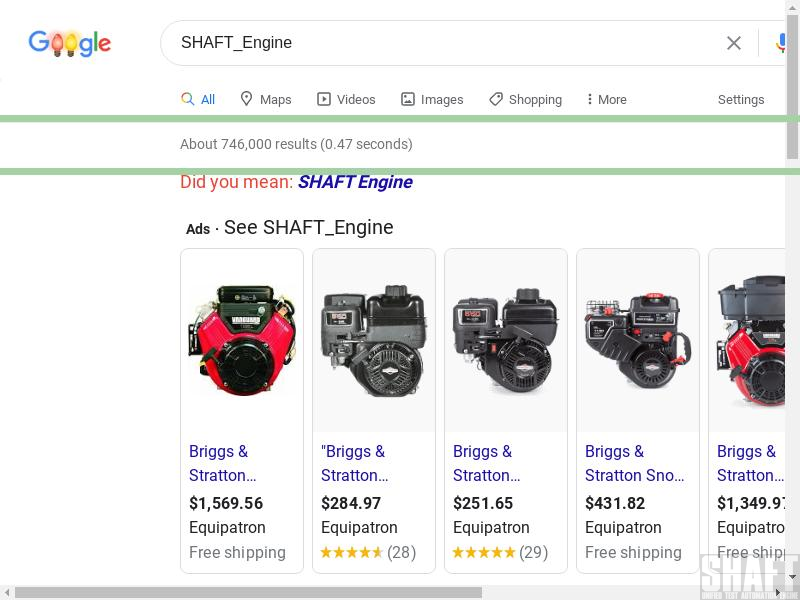 Google
SHAFT_Engine
All Maps Videos Images Shopping More Settings
About 746,000 results (0.47 seconds)
Did you mean: SHAFT Engine
Ads · See SHAFT_Engine
Briggs & Stratton…
$1,569.56
Equipatron
Free shipping
"Briggs & Stratton…
$284.97
Equipatron
(28)
Briggs & Stratton…
$251.65
Equipatron
(29)
Briggs & Stratton Sno…
$431.82
Equipatron
Free shipping
Briggs & Stratton…
$1,349.97
Equipatro
Free ship
SHAFT
VANGUARD